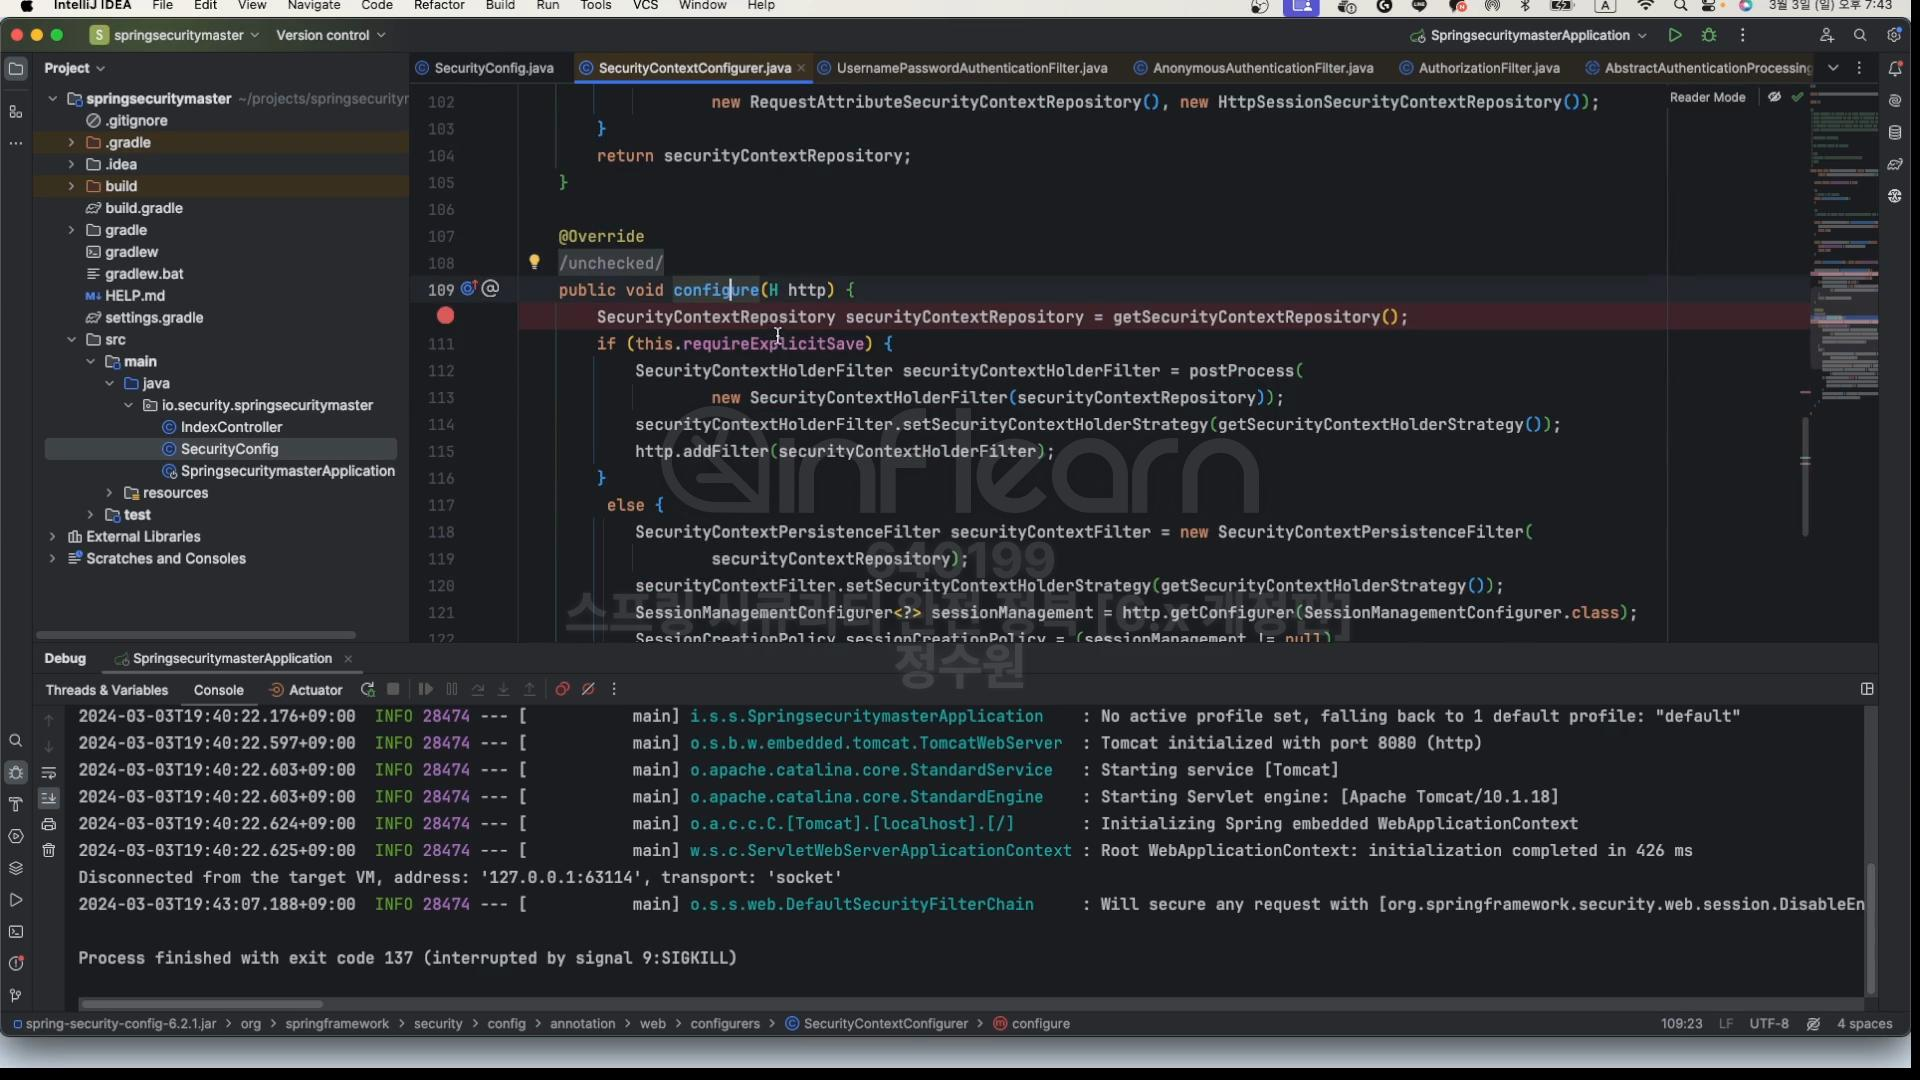 IntelliJ IDEA File Edit View Navigate Code Refactor Build Run Tools VCS Window Help 3월 3일 (일) 오후 7:43
S springsecuritymaster Version control SpringsecuritymasterApplication
Project
SecurityConfig.java SecurityContextConfigurer.java UsernamePasswordAuthenticationFilter.java AnonymousAuthenticationFilter.java AuthorizationFilter.java AbstractAuthenticationProcessing
Reader Mode
springsecuritymaster ~/projects/springsecurityr
.gitignore
.gradle
.idea
build
build.gradle
gradle
gradlew
gradlew.bat
HELP.md
settings.gradle
src
main
java
io.security.springsecuritymaster
IndexController
SecurityConfig
SpringsecuritymasterApplication
resources
test
External Libraries
Scratches and Consoles
102 new RequestAttributeSecurityContextRepository(), new HttpSessionSecurityContextRepository());
103 }
104 return securityContextRepository;
105 }
106
107 @Override
108 /unchecked/
109 public void configure(H http) {
SecurityContextRepository securityContextRepository = getSecurityContextRepository();
111 if (this.requireExplicitSave) {
112 SecurityContextHolderFilter securityContextHolderFilter = postProcess(
113 new SecurityContextHolderFilter(securityContextRepository));
114 securityContextHolderFilter.setSecurityContextHolderStrategy(getSecurityContextHolderStrategy());
115 http.addFilter(securityContextHolderFilter);
116 }
117 else {
118 SecurityContextPersistenceFilter securityContextFilter = new SecurityContextPersistenceFilter(
119 securityContextRepository);
120 securityContextFilter.setSecurityContextHolderStrategy(getSecurityContextHolderStrategy());
121 SessionManagementConfigurer<?> sessionManagement = http.getConfigurer(SessionManagementConfigurer.class);
122 SessionCreationPolicy sessionCreationPolicy = (sessionManagement != null)
inflearn
640199
스프링 시큐리티 완전 정복 [6.x 개정판]
정수원
Debug SpringsecuritymasterApplication
Threads & Variables Console Actuator
2024-03-03T19:40:22.176+09:00 INFO 28474 --- [ main] i.s.s.SpringsecuritymasterApplication : No active profile set, falling back to 1 default profile: "default"
2024-03-03T19:40:22.597+09:00 INFO 28474 --- [ main] o.s.b.w.embedded.tomcat.TomcatWebServer : Tomcat initialized with port 8080 (http)
2024-03-03T19:40:22.603+09:00 INFO 28474 --- [ main] o.apache.catalina.core.StandardService : Starting service [Tomcat]
2024-03-03T19:40:22.603+09:00 INFO 28474 --- [ main] o.apache.catalina.core.StandardEngine : Starting Servlet engine: [Apache Tomcat/10.1.18]
2024-03-03T19:40:22.624+09:00 INFO 28474 --- [ main] o.a.c.c.C.[Tomcat].[localhost].[/] : Initializing Spring embedded WebApplicationContext
2024-03-03T19:40:22.625+09:00 INFO 28474 --- [ main] w.s.c.ServletWebServerApplicationContext : Root WebApplicationContext: initialization completed in 426 ms
Disconnected from the target VM, address: '127.0.0.1:63114', transport: 'socket'
2024-03-03T19:43:07.188+09:00 INFO 28474 --- [ main] o.s.s.web.DefaultSecurityFilterChain : Will secure any request with [org.springframework.security.web.session.DisableEn
Process finished with exit code 137 (interrupted by signal 9:SIGKILL)
spring-security-config-6.2.1.jar > org > springframework > security > config > annotation > web > configurers > SecurityContextConfigurer > configure 109:23 LF UTF-8 4 spaces